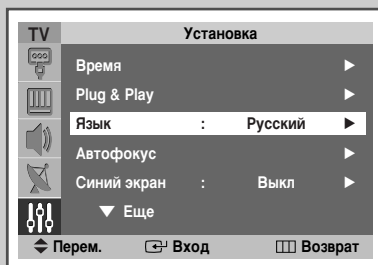 TV Установка
Время
Plug & Play
Язык : Русский
Автофокус
Синий экран : Выкл
Еще
Перем. Вход Возврат